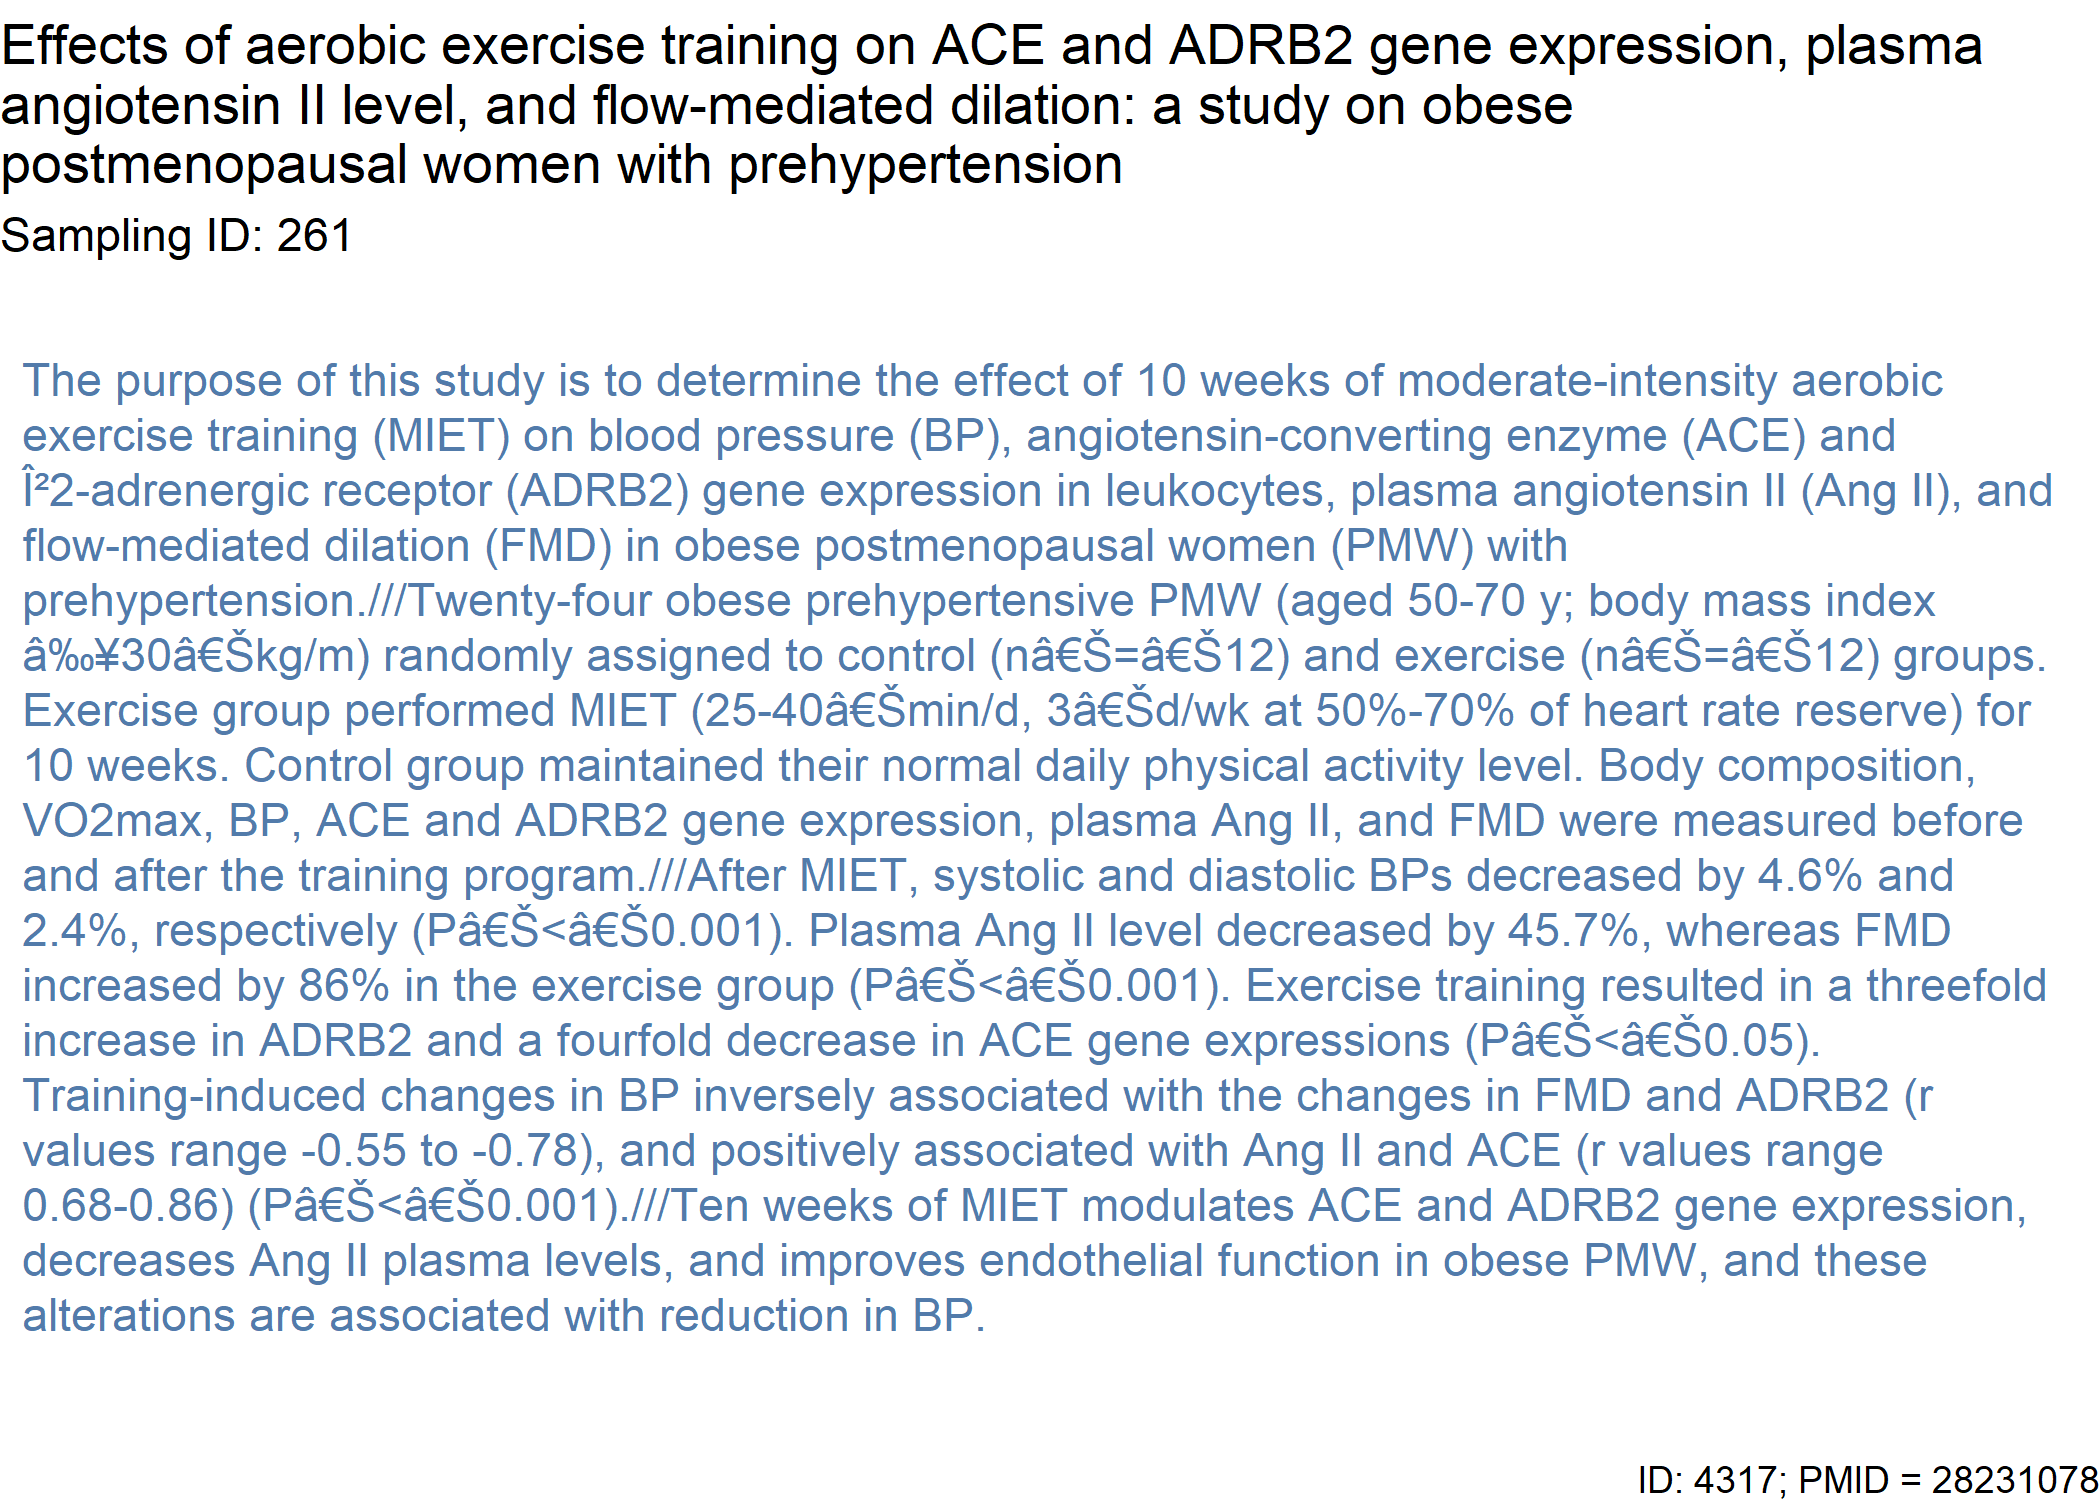 Effects of aerobic exercise training on ACE and ADRB2 gene expression, plasma
angiotensin II level, and flow-mediated dilation: a study on obese
postmenopausal women with prehypertension
Sampling ID: 261
The purpose of this study is to determine the effect of 10 weeks of moderate-intensity aerobic
exercise training (MIET) on blood pressure (BP), angiotensin-converting enzyme (ACE) and
Î²2-adrenergic receptor (ADRB2) gene expression in leukocytes, plasma angiotensin II (Ang II), and
flow-mediated dilation (FMD) in obese postmenopausal women (PMW) with
prehypertension.///Twenty-four obese prehypertensive PMW (aged 50-70 y; body mass index
â‰¥30â€Škg/m) randomly assigned to control (nâ€Š=â€Š12) and exercise (nâ€Š=â€Š12) groups.
Exercise group performed MIET (25-40â€Šmin/d, 3â€Šd/wk at 50%-70% of heart rate reserve) for
10 weeks. Control group maintained their normal daily physical activity level. Body composition,
VO2max, BP, ACE and ADRB2 gene expression, plasma Ang II, and FMD were measured before
and after the training program.///After MIET, systolic and diastolic BPs decreased by 4.6% and
2.4%, respectively (Pâ€Š<â€Š0.001). Plasma Ang II level decreased by 45.7%, whereas FMD
increased by 86% in the exercise group (Pâ€Š<â€Š0.001). Exercise training resulted in a threefold
increase in ADRB2 and a fourfold decrease in ACE gene expressions (Pâ€Š<â€Š0.05).
Training-induced changes in BP inversely associated with the changes in FMD and ADRB2 (r
values range -0.55 to -0.78), and positively associated with Ang II and ACE (r values range
0.68-0.86) (Pâ€Š<â€Š0.001).///Ten weeks of MIET modulates ACE and ADRB2 gene expression,
decreases Ang II plasma levels, and improves endothelial function in obese PMW, and these
alterations are associated with reduction in BP.
ID: 4317; PMID = 28231078